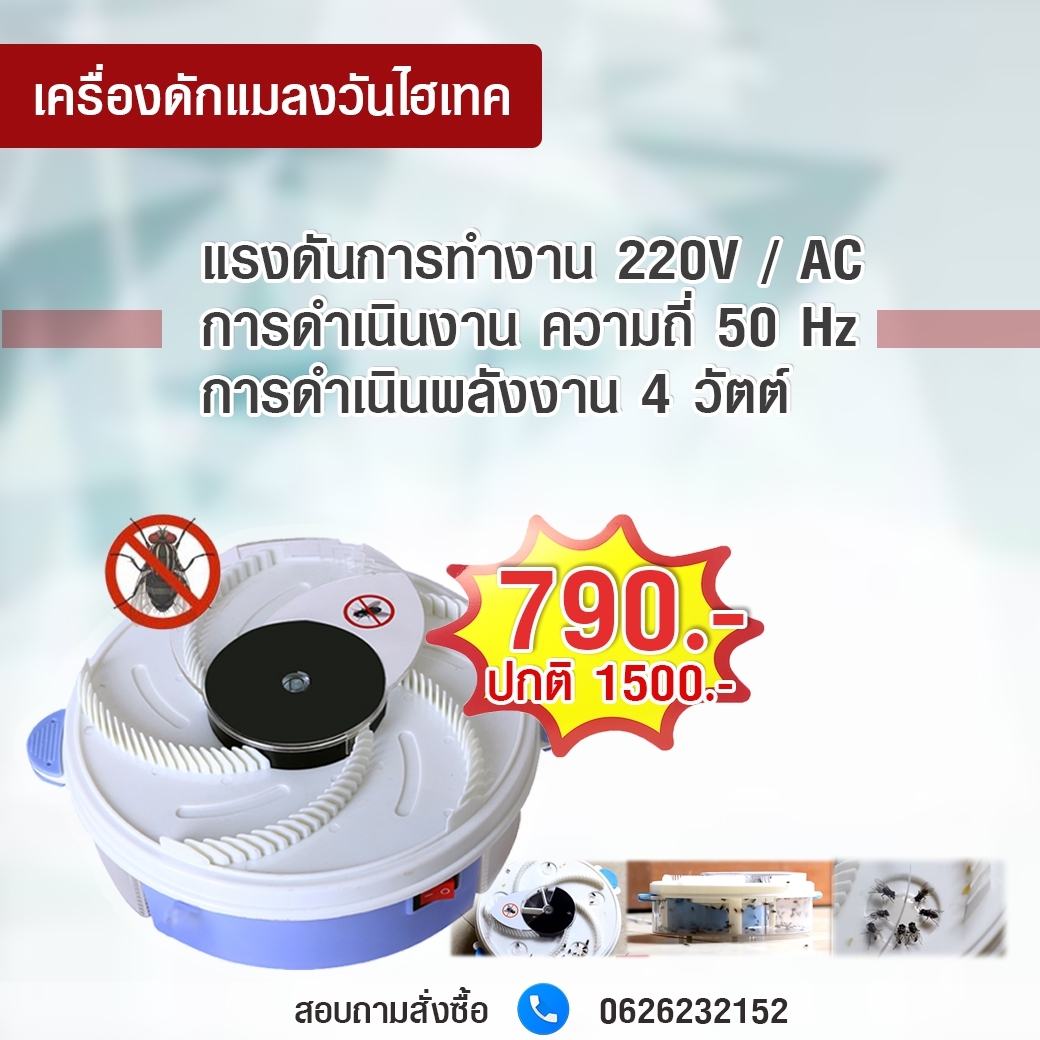 เครื่องดักแมลงวันไฮเทค
แรงดันการทำงาน 220V / AC
การดำเนินงาน ความถี่ 50 Hz
การดำเนินพลังงาน 4 วัตต์
790.-
ปกติ 1500.-
สอบถามสั่งซื้อ 0626232152